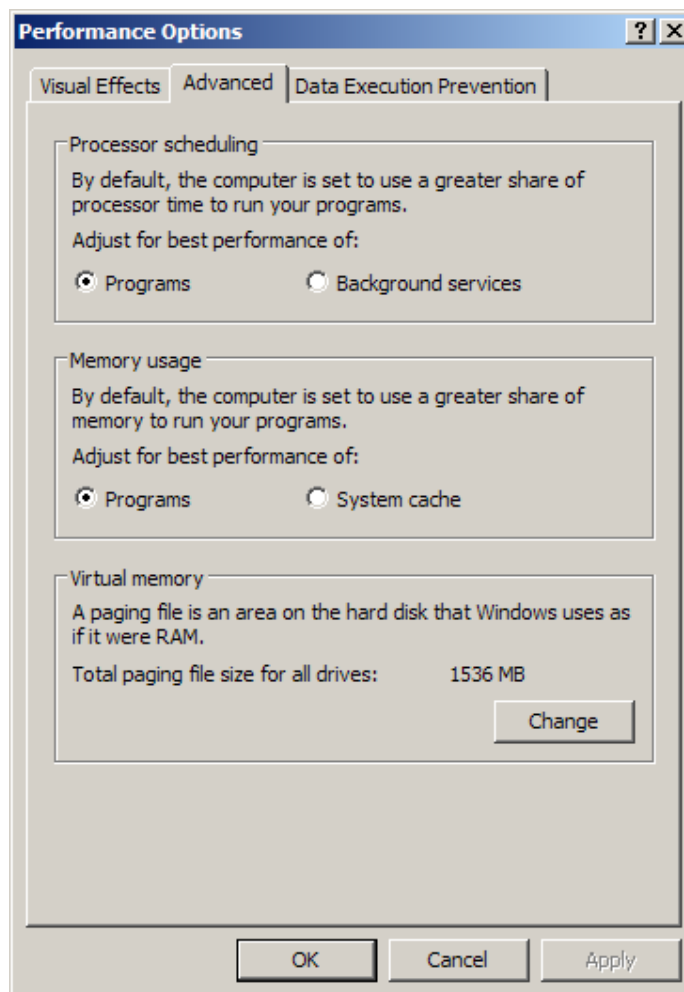 Performance Options
Visual Effects Advanced Data Execution Prevention
Processor scheduling
By default, the computer is set to use a greater share of
processor time to run your programs.
Adjust for best performance of:
Programs Background services
Memory usage
By default, the computer is set to use a greater share of
memory to run your programs.
Adjust for best performance of:
Programs System cache
Virtual memory
A paging file is an area on the hard disk that Windows uses as
if it were RAM.
Total paging file size for all drives: 1536 MB
Change
OK Cancel Apply